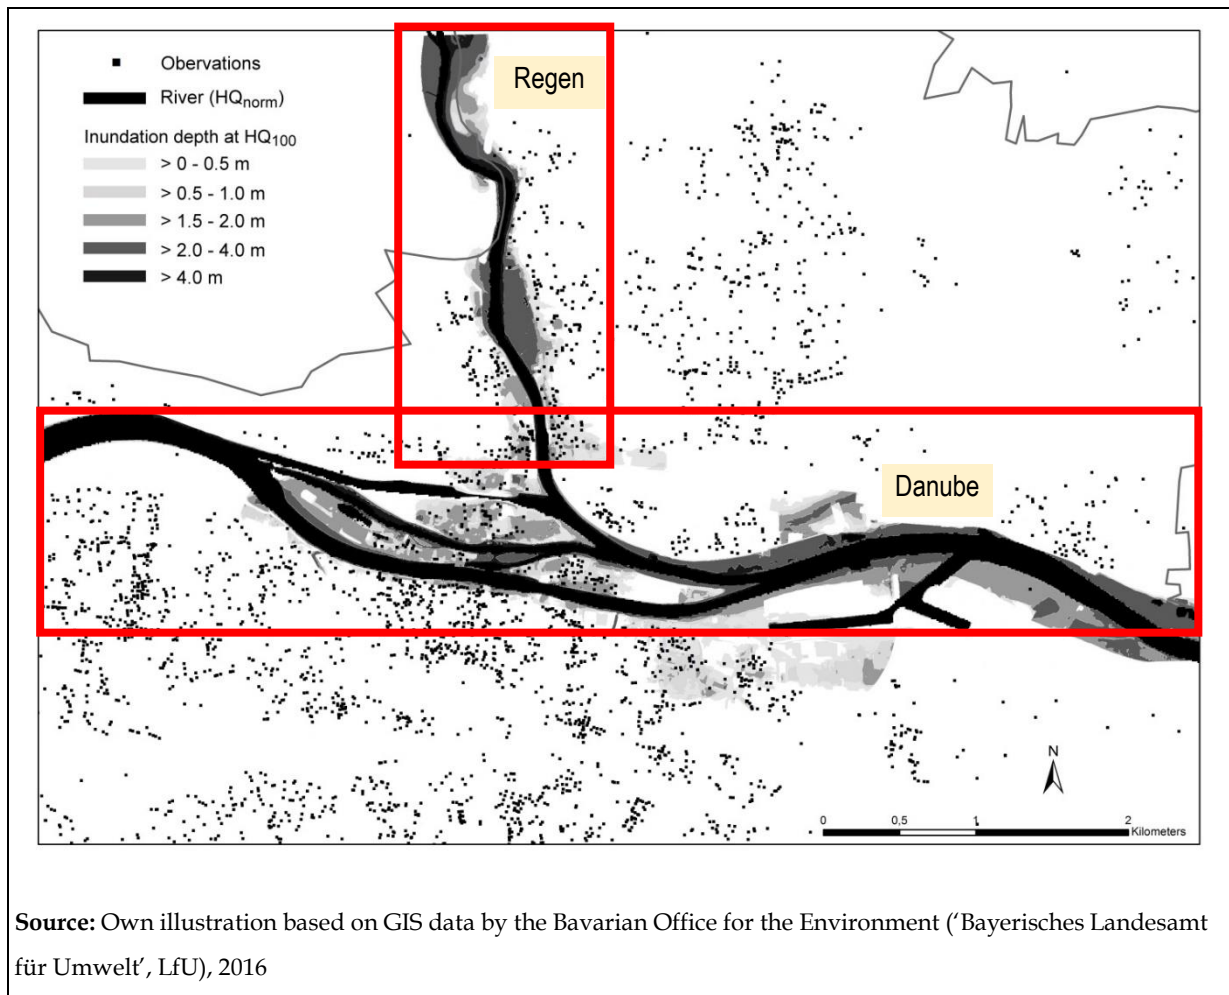 Obervations
River (HQnorm)
Inundation depth at HQ100
> 0 - 0.5 m
> 0.5 - 1.0 m
> 1.5 - 2.0 m
> 2.0 - 4.0 m
> 4.0 m
Regen
Danube
N
0 0,5 1 2
Kilometers
Source: Own illustration based on GIS data by the Bavarian Office for the Environment (‘Bayerisches Landesamt
für Umwelt’, LfU), 2016